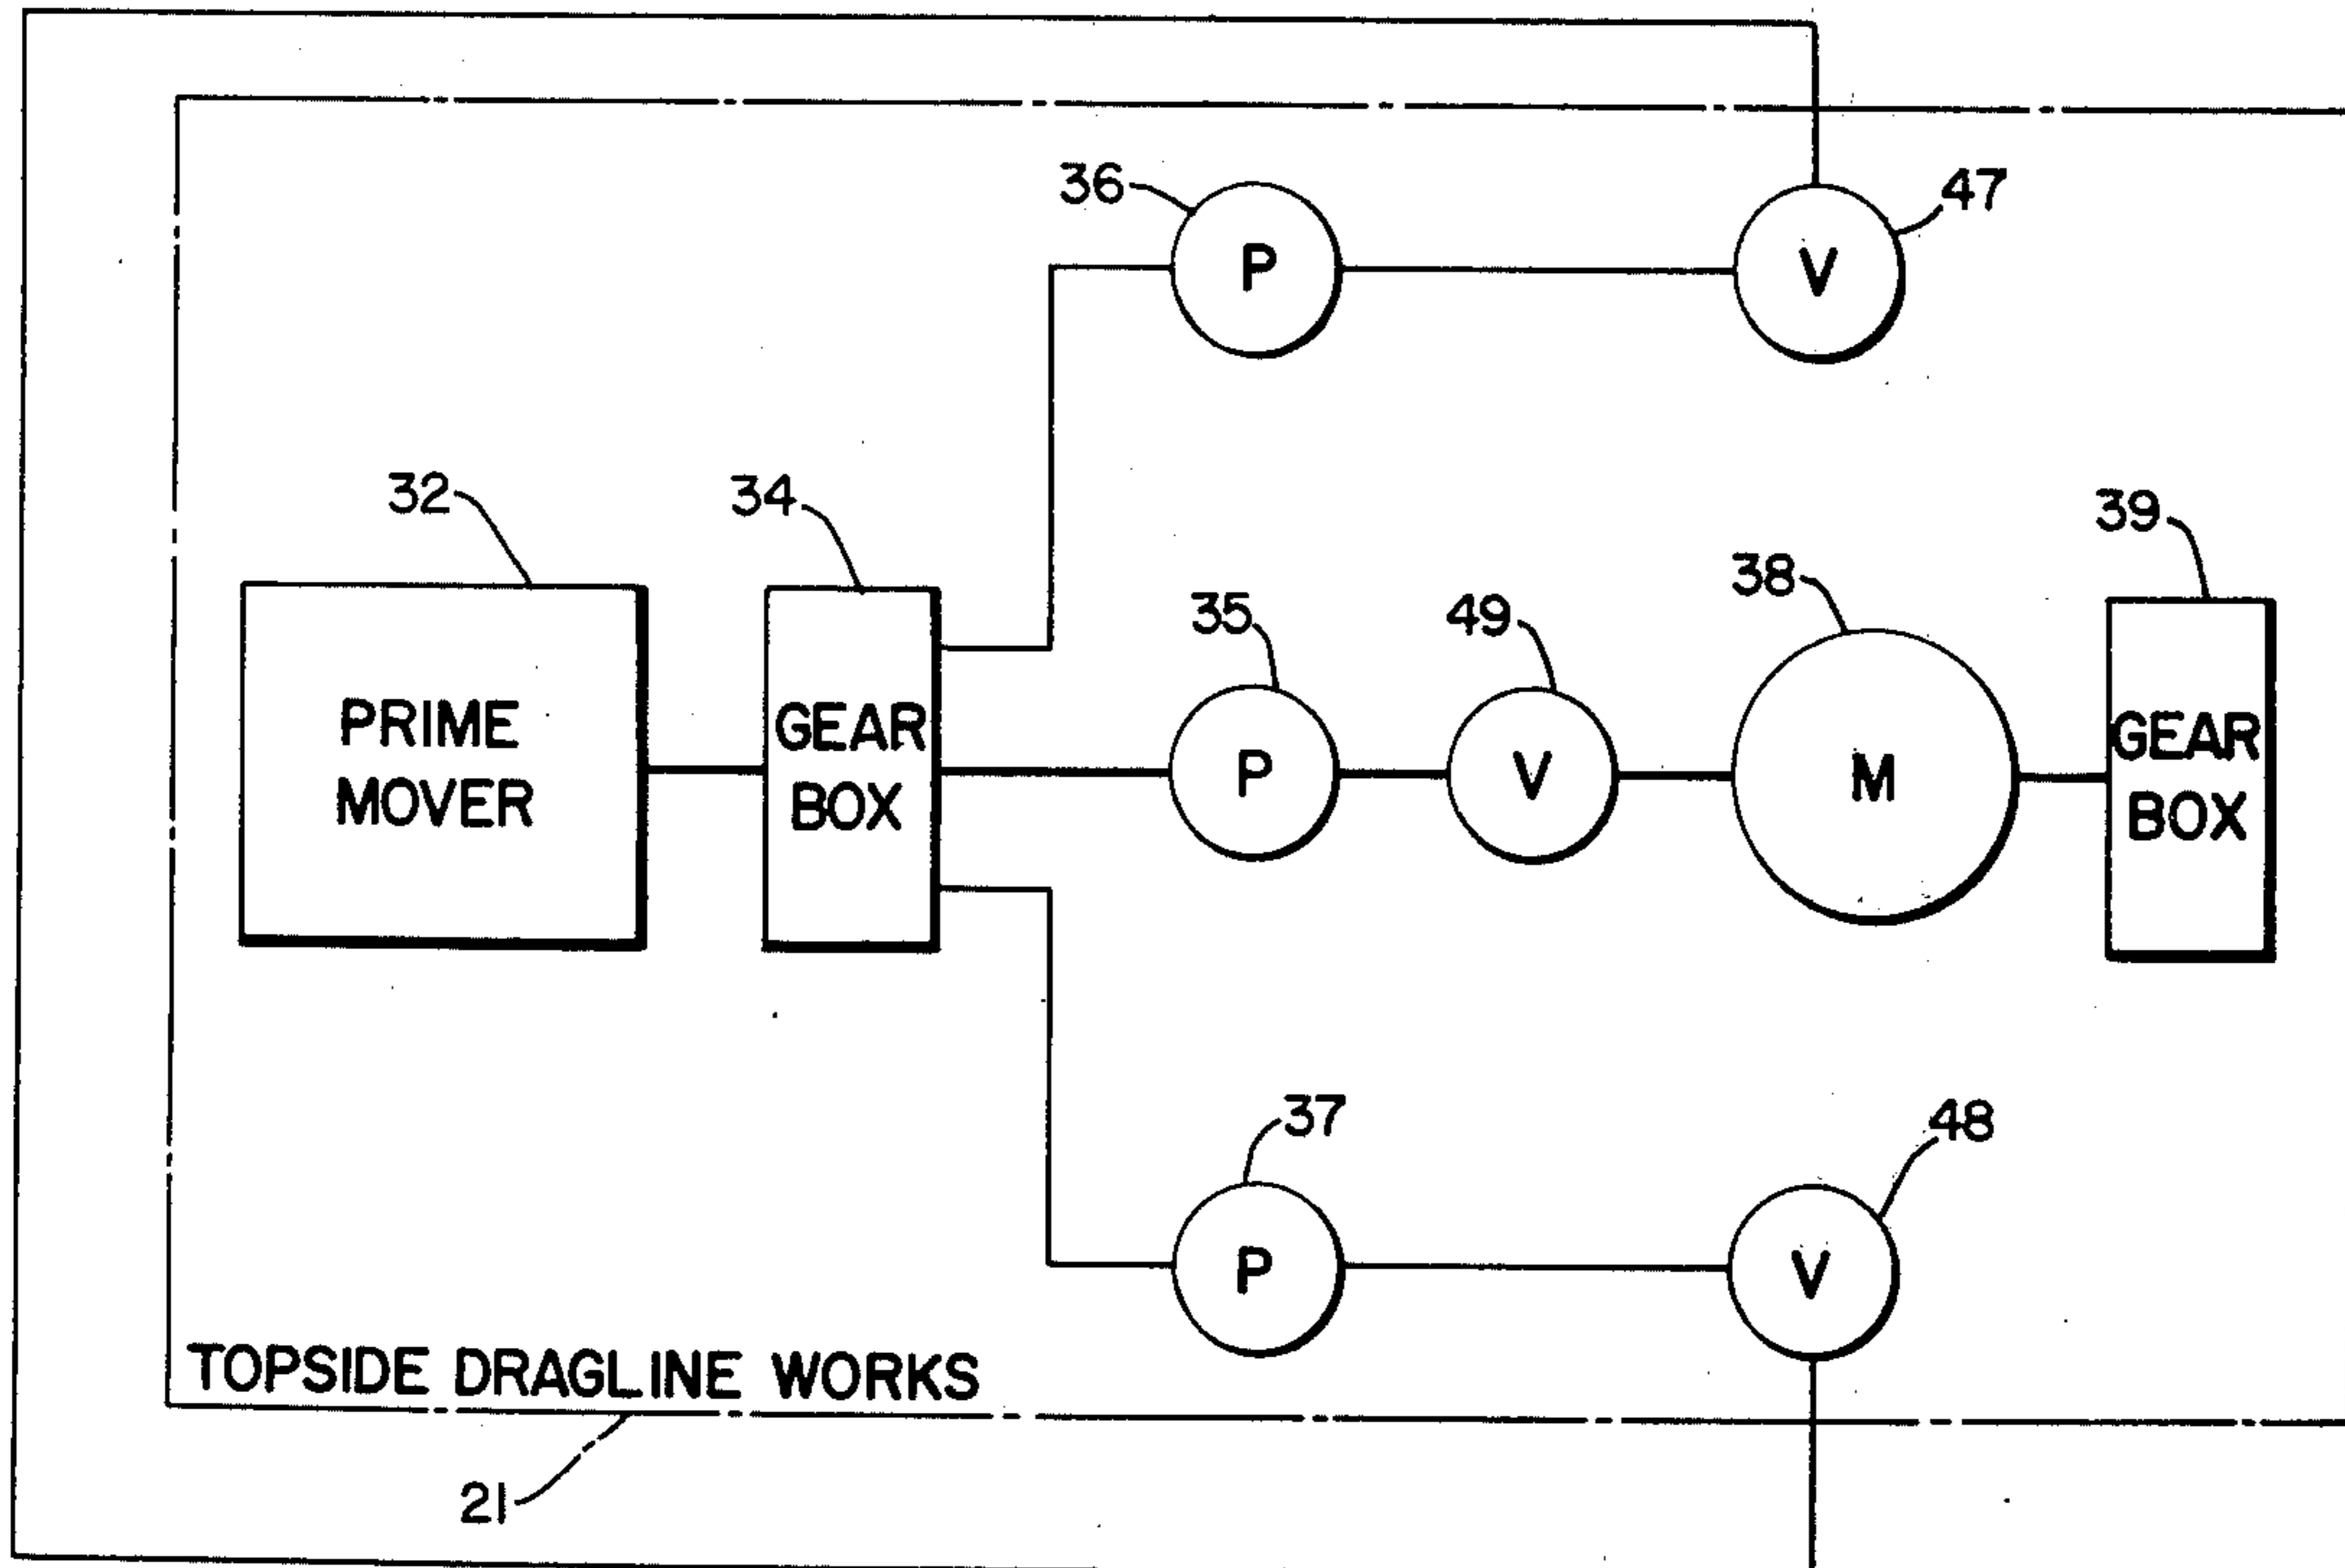 36
P
47
V
32
PRIME
MOVER
34
GEAR
BOX
35
P
49
V
38
M
39
GEAR
BOX
37
P
48
V
TOPSIDE DRAGLINE WORKS
21